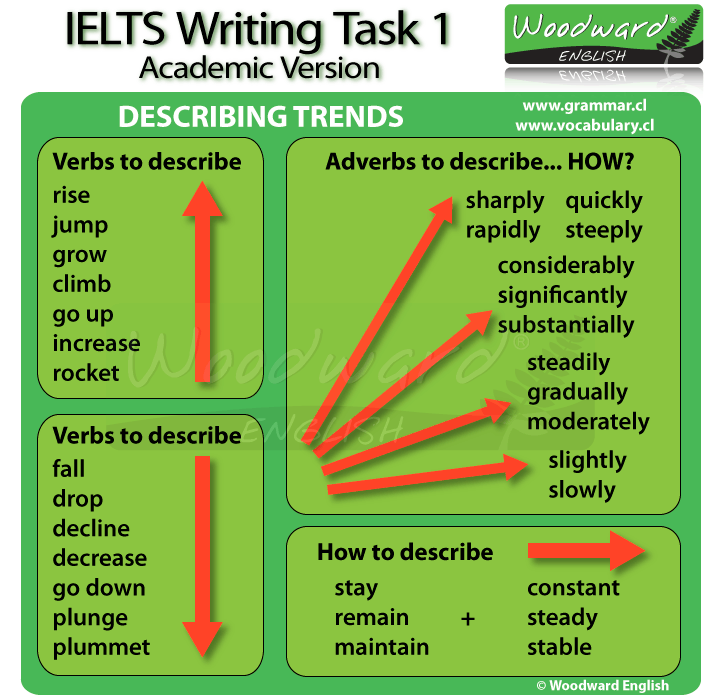 IELTS Writing Task 1
Academic Version
Woodward®
ENGLISH
DESCRIBING TRENDS
www.grammar.cl
www.vocabulary.cl
Verbs to describe
rise
jump
grow
climb
go up
increase
rocket
Verbs to describe
fall
drop
decline
decrease
go down
plunge
plummet
Adverbs to describe... HOW?
sharply quickly
rapidly steeply
considerably
significantly
substantially
steadily
gradually
moderately
slightly
slowly
How to describe
stay constant
remain + steady
maintain stable
Woodward®
ENGLISH
© Woodward English